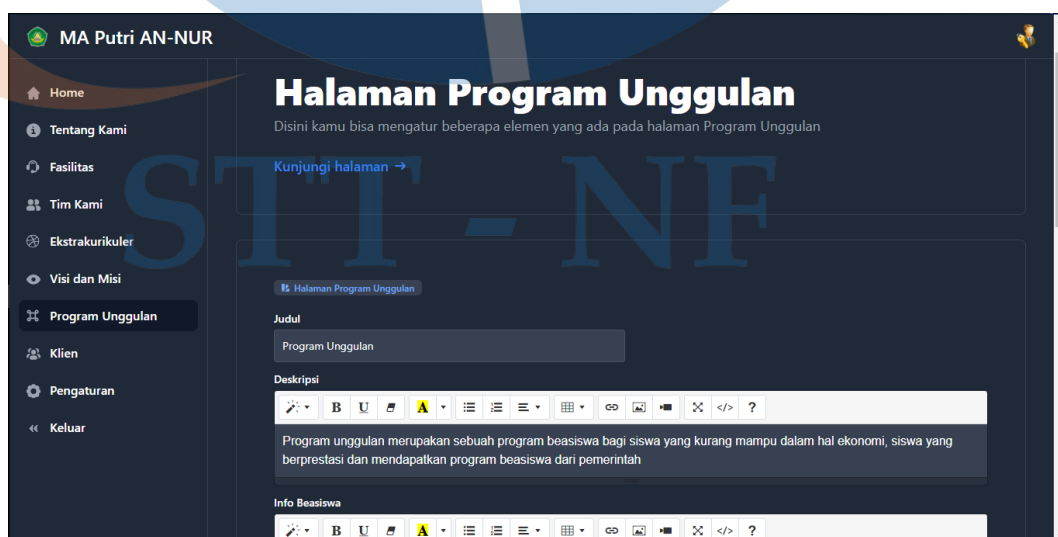 MA Putri AN-NUR
Home
Tentang Kami
Fasilitas
Tim Kami
Ekstrakurikuler
Visi dan Misi
Program Unggulan
Klien
Pengaturan
Keluar
Halaman Program Unggulan
Disini kamu bisa mengatur beberapa elemen yang ada pada halaman Program Unggulan
Kunjungi halaman →
STT - NF
Halaman Program Unggulan
Judul
Program Unggulan
Deskripsi
B U A </> ?
Program unggulan merupakan sebuah program beasiswa bagi siswa yang kurang mampu dalam hal ekonomi, siswa yang
berprestasi dan mendapatkan program beasiswa dari pemerintah
Info Beasiswa
B U A </> ?